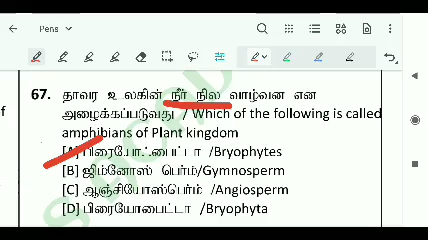 Pens
67. தாவர உலகின் நீர் நில வாழ்வன என
of அழைக்கப்படுவது / Which of the following is called
amphibians of Plant kingdom
[A] பிரையோஃபைட்டா /Bryophytes
[B] ஜிம்னோஸ் பெர்ம்/Gymnosperm
[C] ஆஞ்சியோஸ்பெர்ம் /Angiosperm
[D] பிரையோபைட்டா /Bryophyta